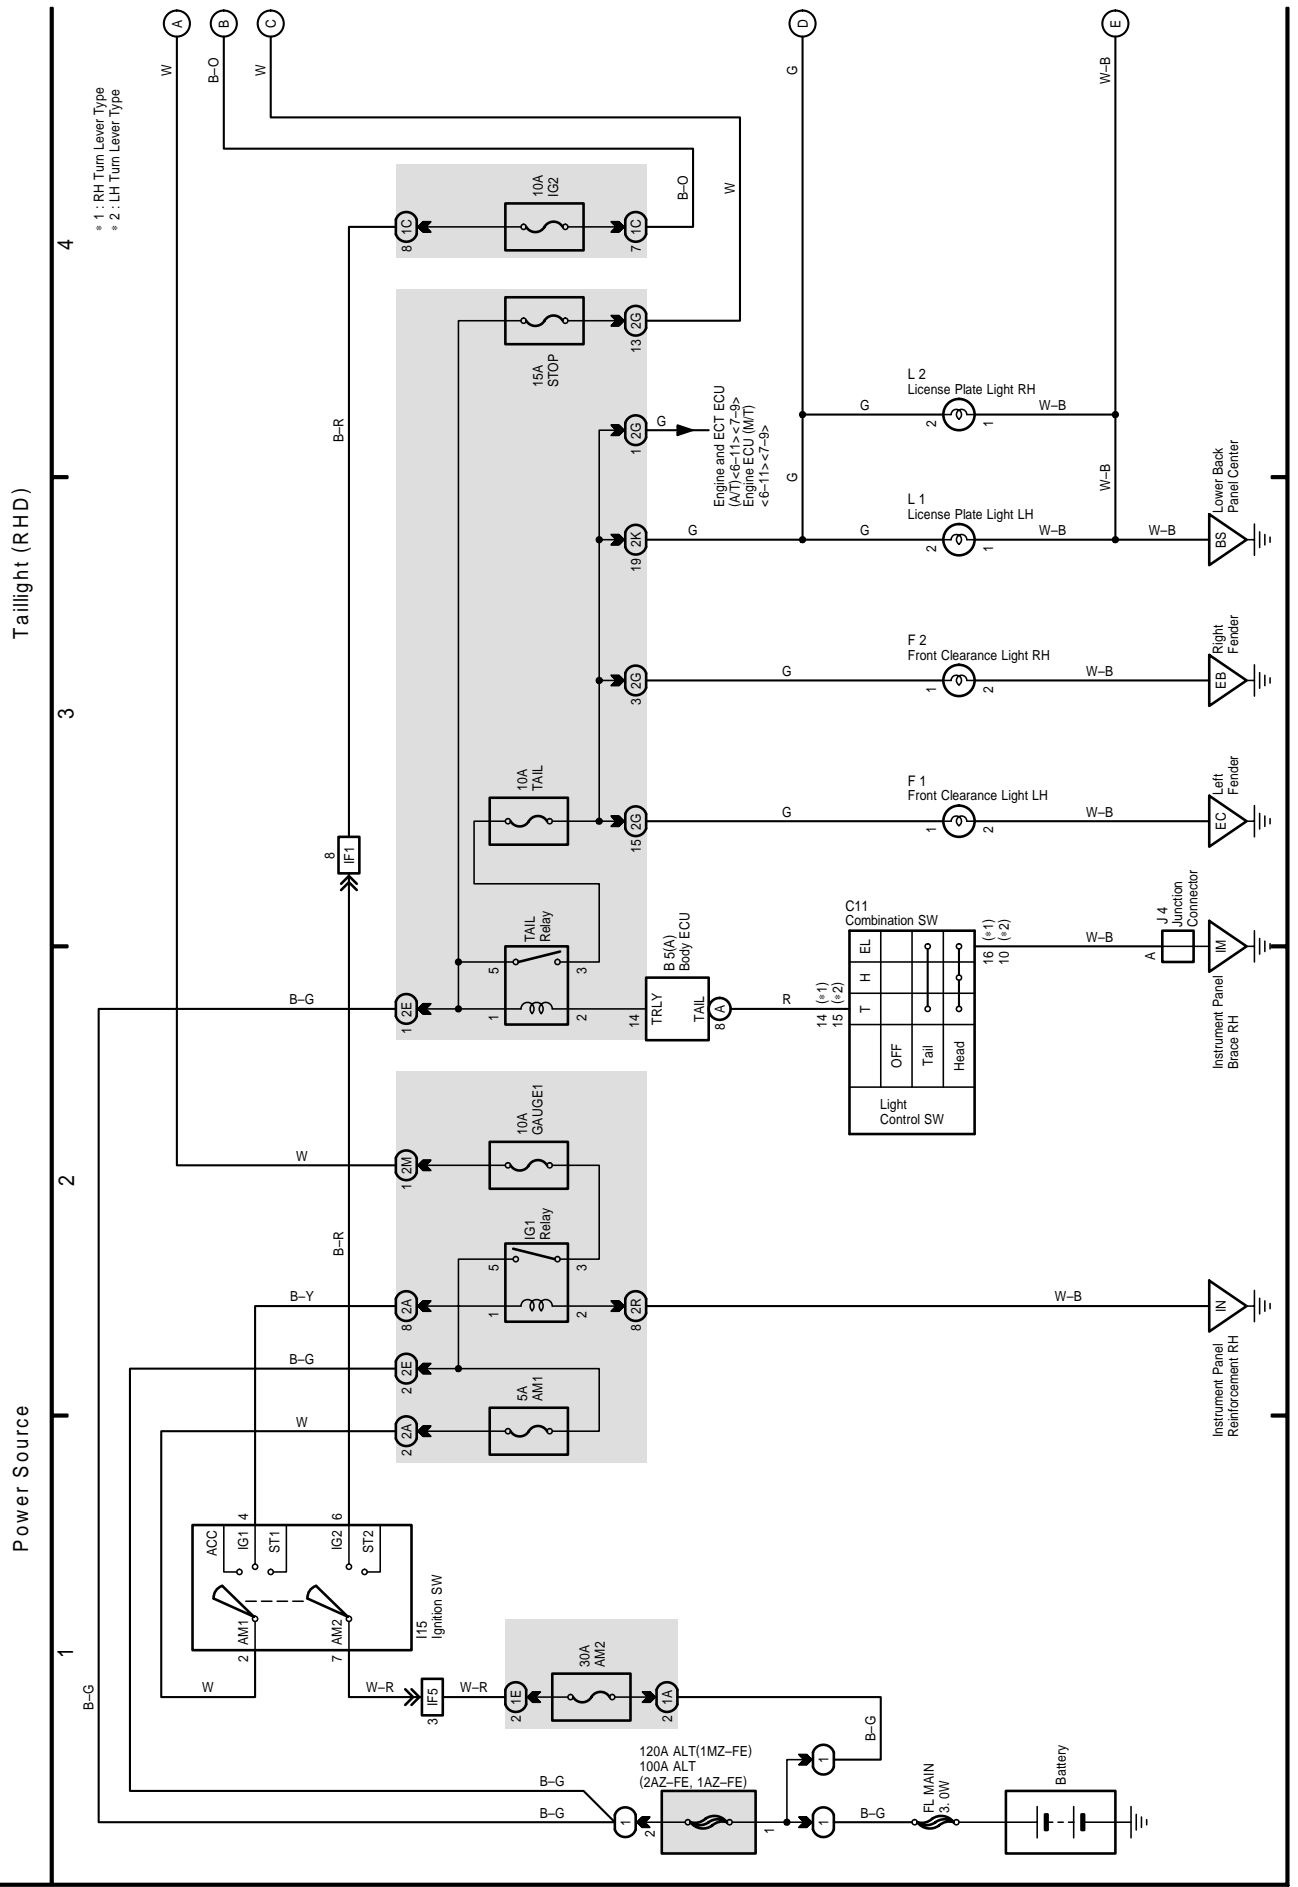 Power Source
Taillight (RHD)
1
2
3
4
* 1 : RH Turn Lever Type
* 2 : LH Turn Lever Type
A
B
C
D
E
W
B–O
W
G
W–B
B–G
B–G
B–G
W
2 AM1
7 AM2
ACC
IG1 4
ST1
IG2 6
ST2
I15
Ignition SW
W–R
3 IF5
W–R
2 1E
30A
AM2
2 1A
B–G
120A ALT(1MZ–FE)
100A ALT
(2AZ–FE, 1AZ–FE)
1
2
1
1
1
B–G
FL MAIN
3. 0W
Battery
W
B–G
B–Y
B–R
W
2 2A
2 2E
8 2A
1 2M
5A
AM1
1
5
2
3
IG1
Relay
10A
GAUGE1
8 2R
W–B
IN
Instrument Panel
Reinforcement RH
B–G
1 2E
1
5
2
3
TAIL
Relay
10A
TAIL
8 IF1
B–R
14
TRLY
TAIL
B 5(A)
Body ECU
8 A
R
14 (*1)
15 (*2)
C11
Combination SW
T
H
EL
OFF
Tail
Head
Light
Control SW
16 (*1)
10 (*2)
W–B
A
J 4
Junction
Connector
IM
Instrument Panel
Brace RH
15 2G
G
1
F 1
Front Clearance Light LH
2
W–B
EC
Left
Fender
3 2G
G
1
F 2
Front Clearance Light RH
2
W–B
EB
Right
Fender
19 2K
G
G
G
2
L 1
License Plate Light LH
1
W–B
W–B
W–B
BS
Lower Back
Panel Center
1 2G
G
Engine and ECT ECU
(A/T)<6–11><7–9>
Engine ECU (M/T)
<6–11><7–9>
G
2
L 2
License Plate Light RH
1
W–B
15A
STOP
13 2G
W
8 1C
10A
IG2
7 1C
B–O